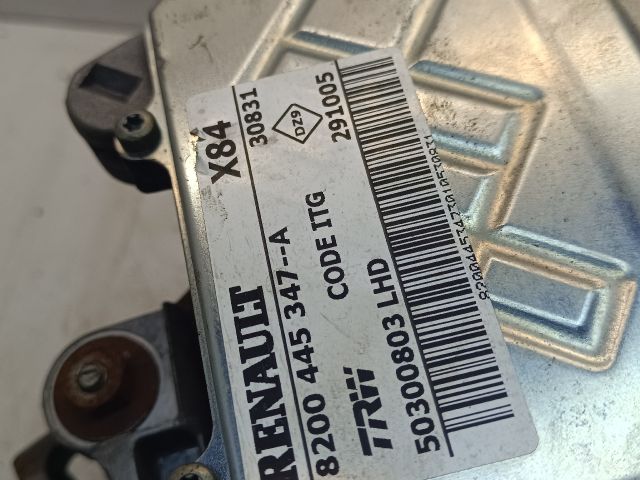 RENAULT X84
8200 445 347--A 30831
CODE ITG DZ9
TRW 291005
50300803 LHD